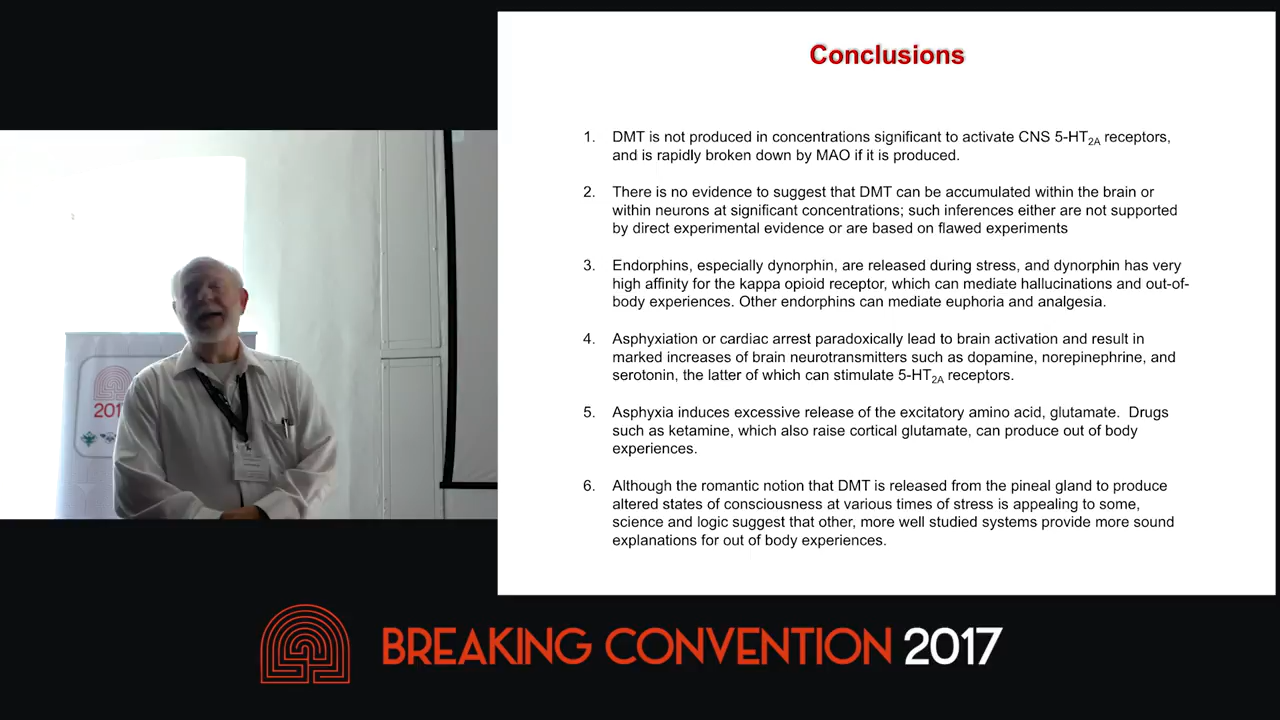 Conclusions
1. DMT is not produced in concentrations significant to activate CNS 5-HT2A receptors,
and is rapidly broken down by MAO if it is produced.
2. There is no evidence to suggest that DMT can be accumulated within the brain or
within neurons at significant concentrations; such inferences either are not supported
by direct experimental evidence or are based on flawed experiments
3. Endorphins, especially dynorphin, are released during stress, and dynorphin has very
high affinity for the kappa opioid receptor, which can mediate hallucinations and out-of-
body experiences. Other endorphins can mediate euphoria and analgesia.
4. Asphyxiation or cardiac arrest paradoxically lead to brain activation and result in
marked increases of brain neurotransmitters such as dopamine, norepinephrine, and
serotonin, the latter of which can stimulate 5-HT2A receptors.
5. Asphyxia induces excessive release of the excitatory amino acid, glutamate.  Drugs
such as ketamine, which also raise cortical glutamate, can produce out of body
experiences.
6. Although the romantic notion that DMT is released from the pineal gland to produce
altered states of consciousness at various times of stress is appealing to some,
science and logic suggest that other, more well studied systems provide more sound
explanations for out of body experiences.
201
BREAKING CONVENTION 2017